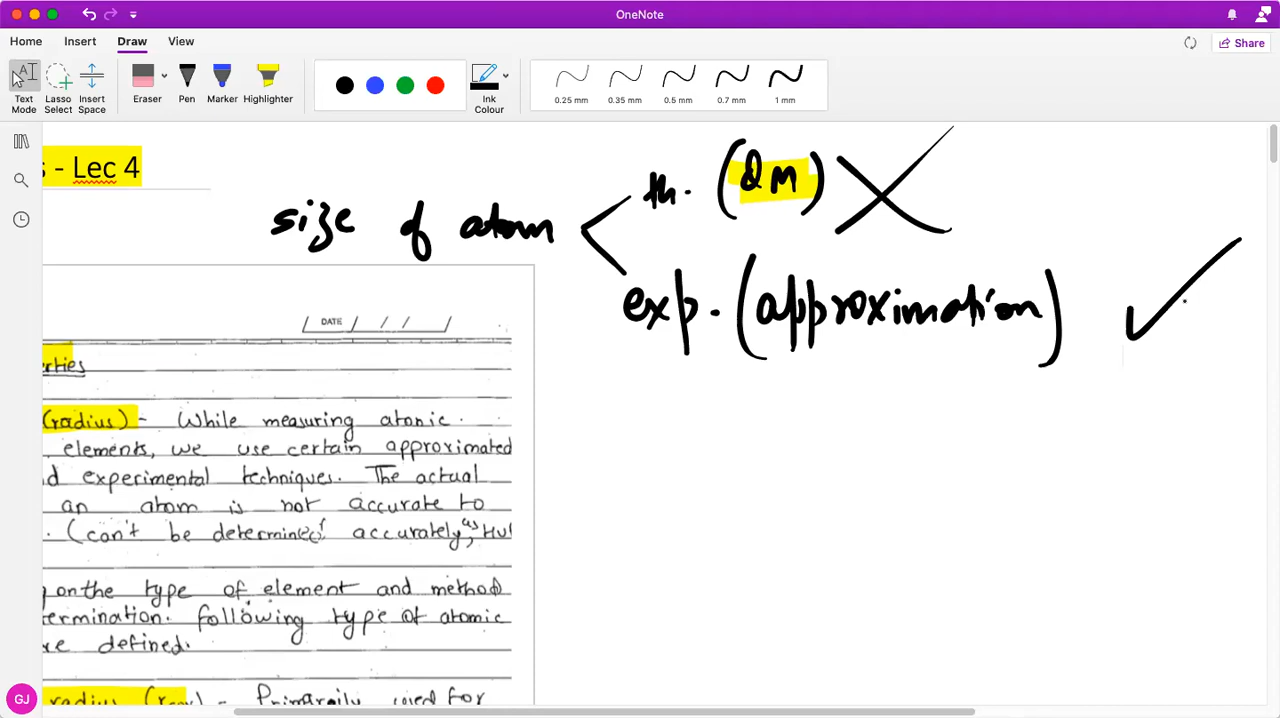 OneNote
Home Insert Draw View
Share
Text Mode
Lasso Select
Insert Space
Eraser
Pen
Marker
Highlighter
Ink Colour
0.25 mm
0.35 mm
0.5 mm
0.7 mm
1 mm
s - Lec 4
size of atom
th. (QM)
exp. (approximation)
DATE / / /
erties
(radius) - While measuring atomic
elements, we use certain approximated
d experimental techniques. The actual
an atom is not accurate to
. (can't be determined accurately, as HU
g on the type of element and method
termination. Following type of atomic
re defined.
radius - Primarily used for
GJ